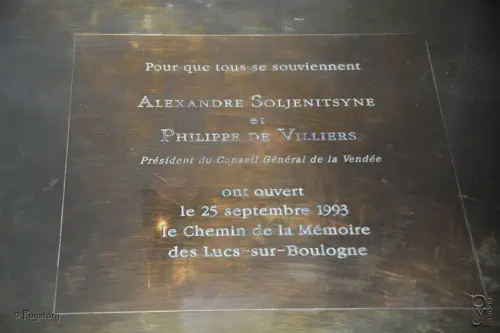 Pour que tous se souviennent
ALEXANDRE SOLJENITSYNE
et
PHILIPPE DE VILLIERS
Président du Conseil Général de la Vendée
ont ouvert
le 25 septembre 1993
le Chemin de la Mémoire
des Lucs-sur-Boulogne
© Puystory